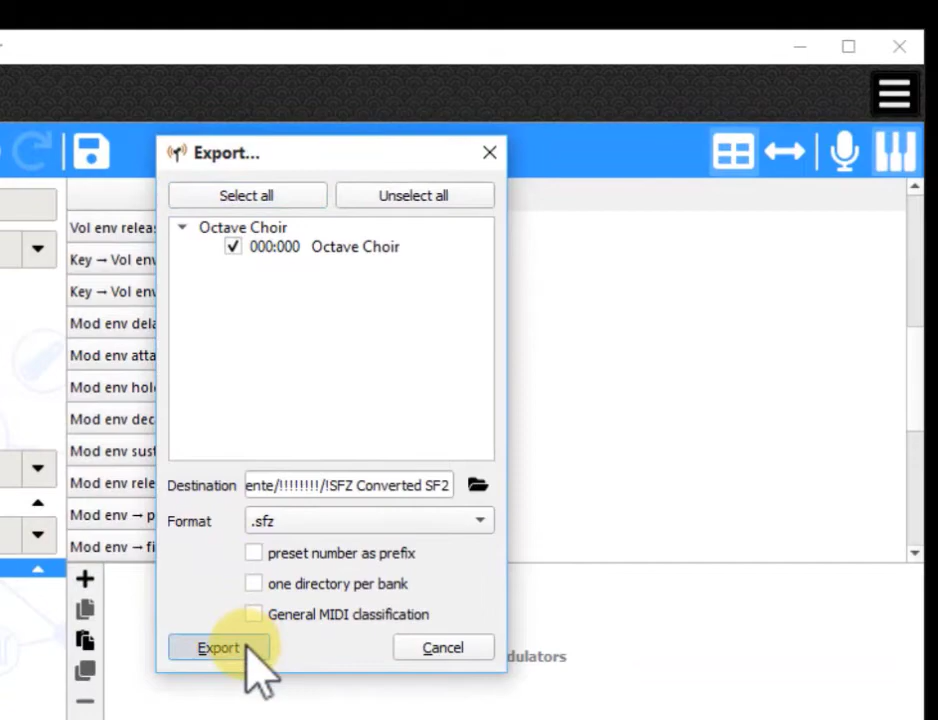 Export...
Select all
Unselect all
Octave Choir
000:000 Octave Choir
Destination ente/!!!!!!!!/!SFZ Converted SF2
Format .sfz
preset number as prefix
one directory per bank
General MIDI classification
Export
Cancel
Vol env relea
Key → Vol env
Key → Vol env
Mod env dela
Mod env atta
Mod env hol
Mod env dec
Mod env sust
Mod env rele
Mod env → p
Mod env → fi
dulators